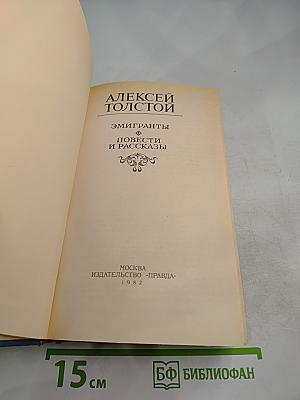 АЛЕКСЕЙ
ТОЛСТОЙ
ЭМИГРАНТЫ
ПОВЕСТИ
И РАССКАЗЫ
МОСКВА
ИЗДАТЕЛЬСТВО «ПРАВДА»
1982
15 см
БФ БИБЛИОФАН